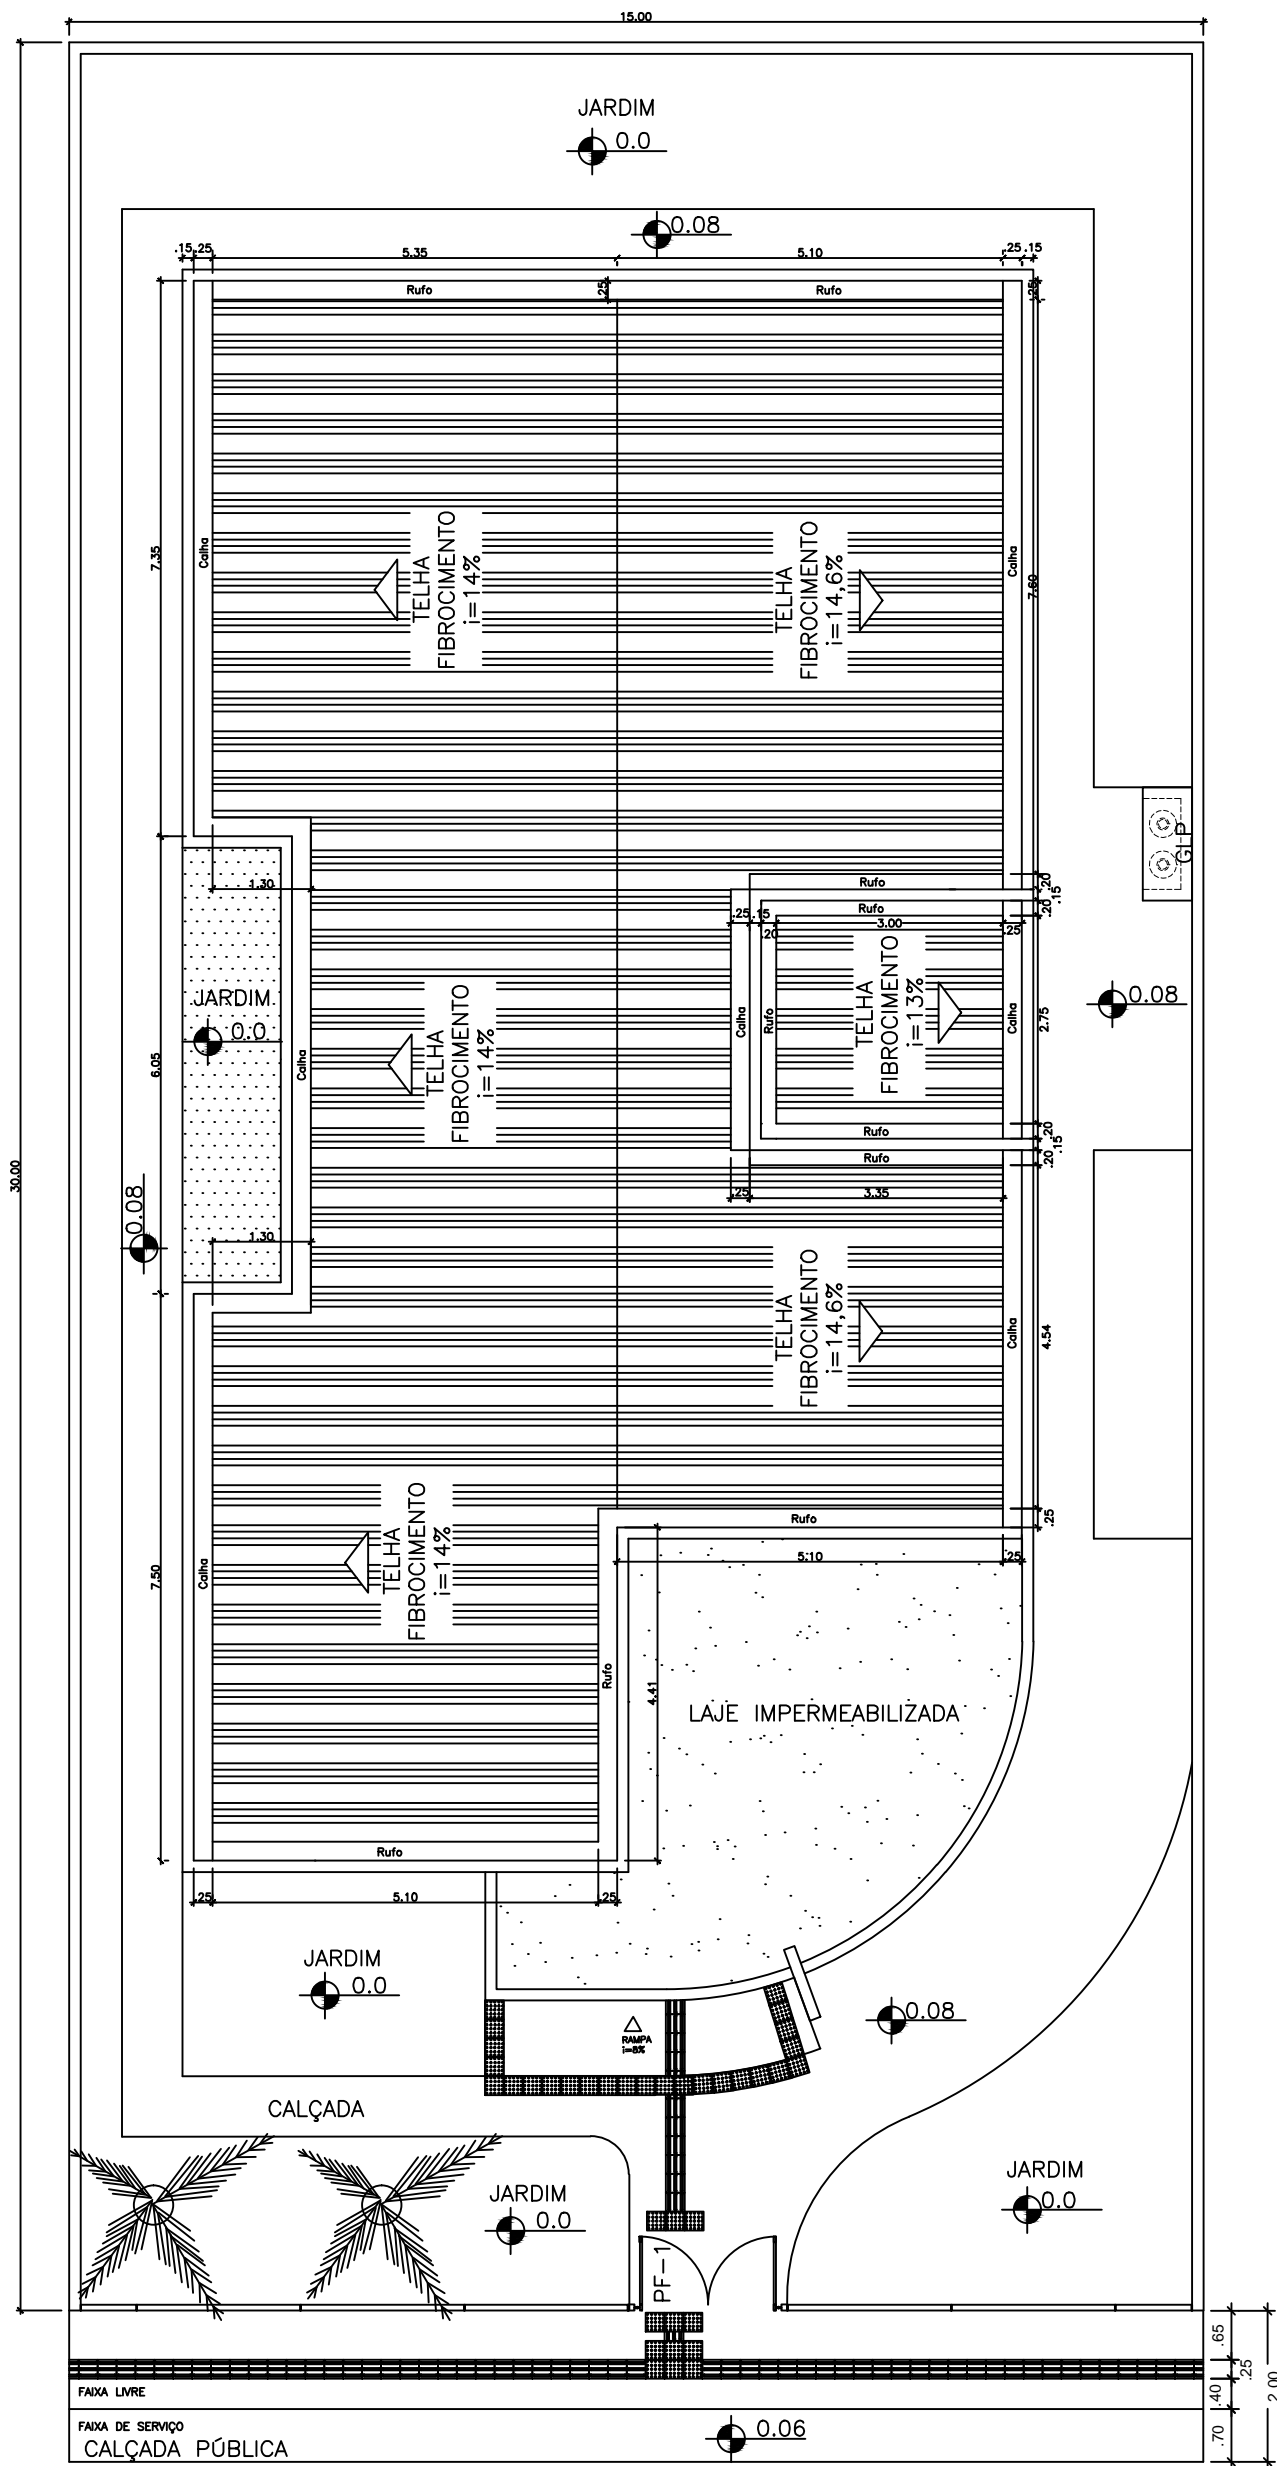 15.00
JARDIM
0.0
0.08
.15
.25
5.35
5.10
.25
.15
Rufo
.25
Rufo
.25
7.35
Calha
TELHA
FIBROCIMENTO
i=14%
TELHA
FIBROCIMENTO
i=14,6%
Calha
7.60
GLP
1.30
Rufo
.20
.15
Rufo
.20
.25
.15
.20
3.00
.25
JARDIM
0.0
6.05
Calha
TELHA
FIBROCIMENTO
i=14%
Calha
Rufo
TELHA
FIBROCIMENTO
i=13%
Calha
2.75
0.08
Rufo
.20
.15
Rufo
.20
.25
3.35
30.00
0.08
1.30
TELHA
FIBROCIMENTO
i=14,6%
Calha
4.54
Rufo
.25
5.10
.25
7.50
Calha
TELHA
FIBROCIMENTO
i=14%
Rufo
4.41
LAJE IMPERMEABILIZADA
Rufo
.25
5.10
.25
JARDIM
0.0
RAMPA
i=8%
0.08
CALÇADA
JARDIM
0.0
JARDIM
0.0
PF-1
.65
.25
2.00
FAIXA LIVRE
.40
FAIXA DE SERVIÇO
CALÇADA PÚBLICA
0.06
.70